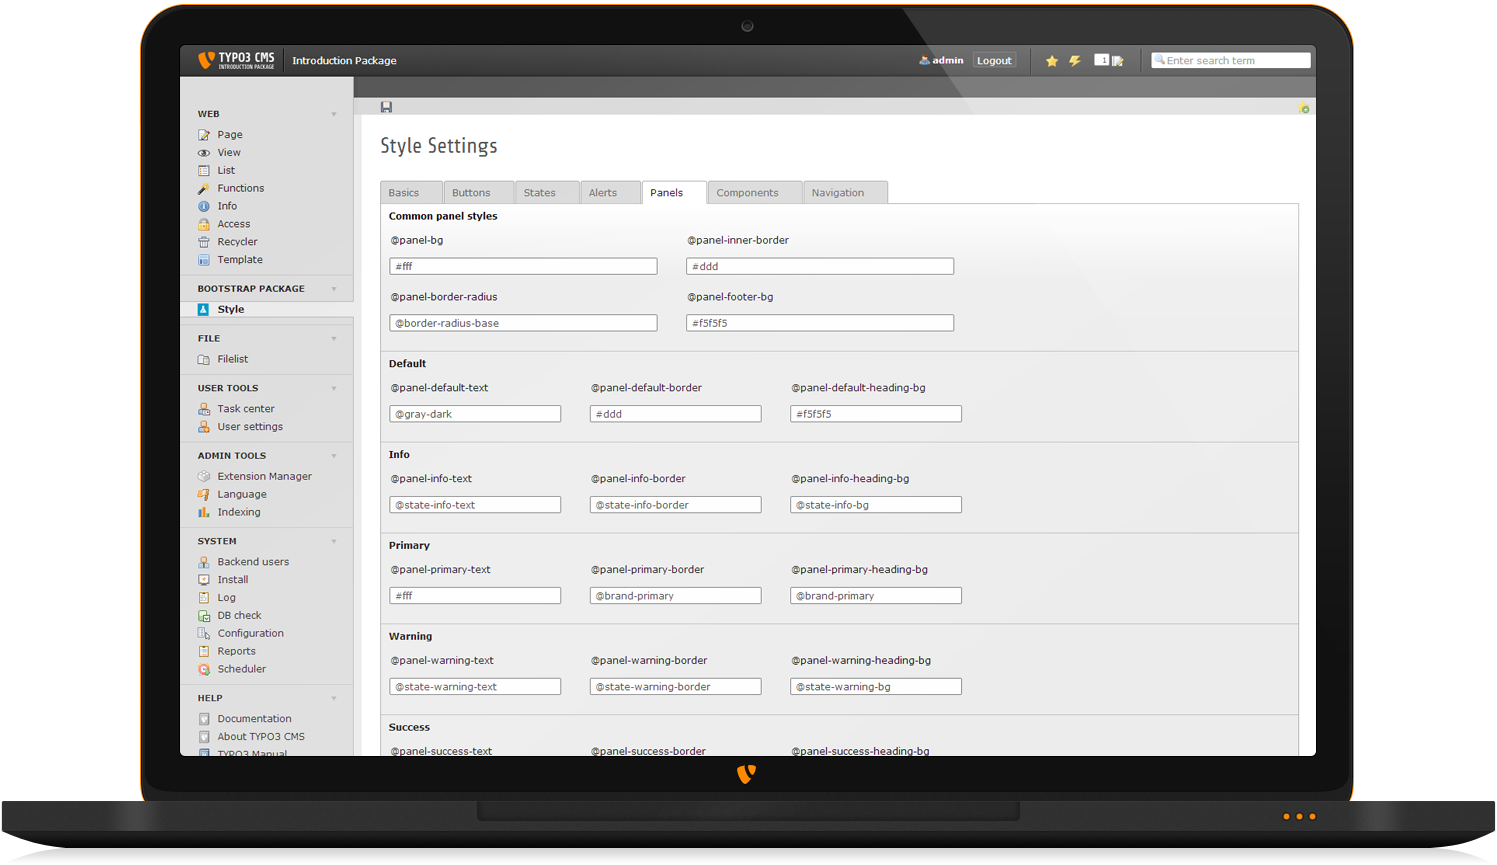 TYPO3 CMS
INTRODUCTION PACKAGE
Introduction Package
admin
Logout
1
Enter search term
WEB
Page
View
List
Functions
Info
Access
Recycler
Template
BOOTSTRAP PACKAGE
Style
FILE
Filelist
USER TOOLS
Task center
User settings
ADMIN TOOLS
Extension Manager
Language
Indexing
SYSTEM
Backend users
Install
Log
DB check
Configuration
Reports
Scheduler
HELP
Documentation
About TYPO3 CMS
TYPO3 Manual
Style Settings
Basics Buttons States Alerts Panels Components Navigation
Common panel styles
@panel-bg @panel-inner-border
#fff #ddd
@panel-border-radius @panel-footer-bg
@border-radius-base #f5f5f5
Default
@panel-default-text @panel-default-border @panel-default-heading-bg
@gray-dark #ddd #f5f5f5
Info
@panel-info-text @panel-info-border @panel-info-heading-bg
@state-info-text @state-info-border @state-info-bg
Primary
@panel-primary-text @panel-primary-border @panel-primary-heading-bg
#fff @brand-primary @brand-primary
Warning
@panel-warning-text @panel-warning-border @panel-warning-heading-bg
@state-warning-text @state-warning-border @state-warning-bg
Success
@panel-success-text @panel-success-border @panel-success-heading-bg